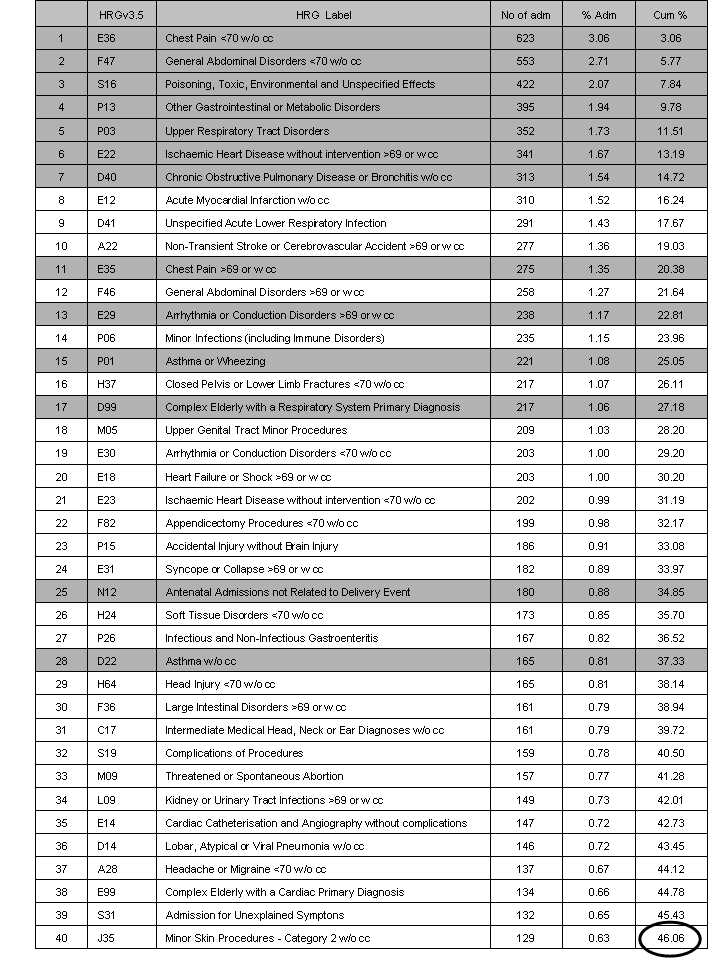 HRGv3.5 HRG Label No of adm % Adm Cum %
1 E36 Chest Pain <70 w/o cc 623 3.06 3.06
2 F47 General Abdominal Disorders <70 w/o cc 553 2.71 5.77
3 S16 Poisoning, Toxic, Environmental and Unspecified Effects 422 2.07 7.84
4 P13 Other Gastrointestinal or Metabolic Disorders 395 1.94 9.78
5 P03 Upper Respiratory Tract Disorders 352 1.73 11.51
6 E22 Ischaemic Heart Disease without intervention >69 or w cc 341 1.67 13.19
7 D40 Chronic Obstructive Pulmonary Disease or Bronchitis w/o cc 313 1.54 14.72
8 E12 Acute Myocardial Infarction w/o cc 310 1.52 16.24
9 D41 Unspecified Acute Lower Respiratory Infection 291 1.43 17.67
10 A22 Non-Transient Stroke or Cerebrovascular Accident >69 or w cc 277 1.36 19.03
11 E35 Chest Pain >69 or w cc 275 1.35 20.38
12 F46 General Abdominal Disorders >69 or w cc 258 1.27 21.64
13 E29 Arrhythmia or Conduction Disorders >69 or w cc 238 1.17 22.81
14 P06 Minor Infections (including Immune Disorders) 235 1.15 23.96
15 P01 Asthma or Wheezing 221 1.08 25.05
16 H37 Closed Pelvis or Lower Limb Fractures <70 w/o cc 217 1.07 26.11
17 D99 Complex Elderly with a Respiratory System Primary Diagnosis 217 1.06 27.18
18 M05 Upper Genital Tract Minor Procedures 209 1.03 28.20
19 E30 Arrhythmia or Conduction Disorders <70 w/o cc 203 1.00 29.20
20 E18 Heart Failure or Shock >69 or w cc 203 1.00 30.20
21 E23 Ischaemic Heart Disease without intervention <70 w/o cc 202 0.99 31.19
22 F82 Appendicectomy Procedures <70 w/o cc 199 0.98 32.17
23 P15 Accidental Injury without Brain Injury 186 0.91 33.08
24 E31 Syncope or Collapse >69 or w cc 182 0.89 33.97
25 N12 Antenatal Admissions not Related to Delivery Event 180 0.88 34.85
26 H24 Soft Tissue Disorders <70 w/o cc 173 0.85 35.70
27 P26 Infectious and Non-Infectious Gastroenteritis 167 0.82 36.52
28 D22 Asthma w/o cc 165 0.81 37.33
29 H64 Head Injury <70 w/o cc 165 0.81 38.14
30 F36 Large Intestinal Disorders >69 or w cc 161 0.79 38.94
31 C17 Intermediate Medical Head, Neck or Ear Diagnoses w/o cc 161 0.79 39.72
32 S19 Complications of Procedures 159 0.78 40.50
33 M09 Threatened or Spontaneous Abortion 157 0.77 41.28
34 L09 Kidney or Urinary Tract Infections >69 or w cc 149 0.73 42.01
35 E14 Cardiac Catheterisation and Angiography without complications 147 0.72 42.73
36 D14 Lobar, Atypical or Viral Pneumonia w/o cc 146 0.72 43.45
37 A28 Headache or Migraine <70 w/o cc 137 0.67 44.12
38 E99 Complex Elderly with a Cardiac Primary Diagnosis 134 0.66 44.78
39 S31 Admission for Unexplained Symptons 132 0.65 45.43
40 J35 Minor Skin Procedures - Category 2 w/o cc 129 0.63 46.06